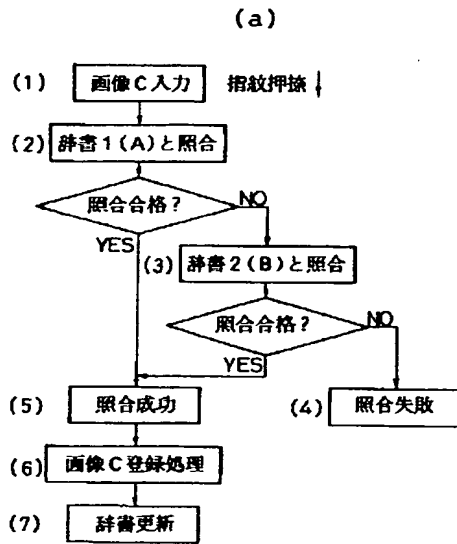 (a)
(1) 画像C入力 指紋押捺 ↓
(2) 辞書1(A)と照合
照合合格?
NO
YES
(3) 辞書2(B)と照合
照合合格?
NO
YES
(5) 照合成功
(4) 照合失敗
(6) 画像C登録処理
(7) 辞書更新